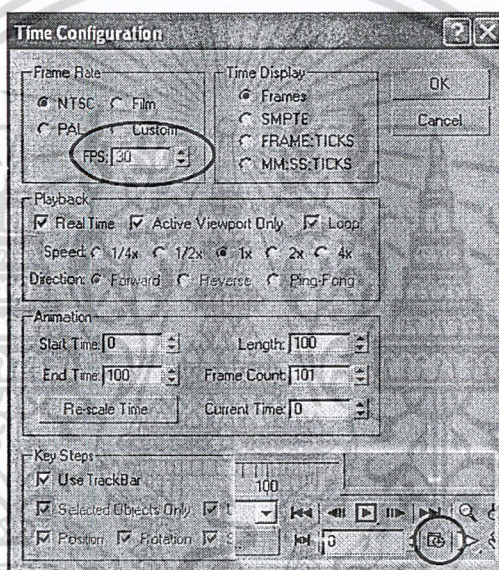 Time Configuration
Frame Rate
NTSC Film
PAL Custom
FPS: 30
Time Display
Frames
SMPTE
FRAME:TICKS
MM:SS:TICKS
OK
Cancel
Playback
Real Time Active Viewport Only Loop
Speed: 1/4x 1/2x 1x 2x 4x
Direction: Forward Reverse Ping-Pong
Animation
Start Time: 0 Length: 100
End Time: 100 Frame Count: 101
Re-scale Time Current Time: 0
Key Steps
Use TrackBar
100
Selected Objects Only
Position Rotation
0